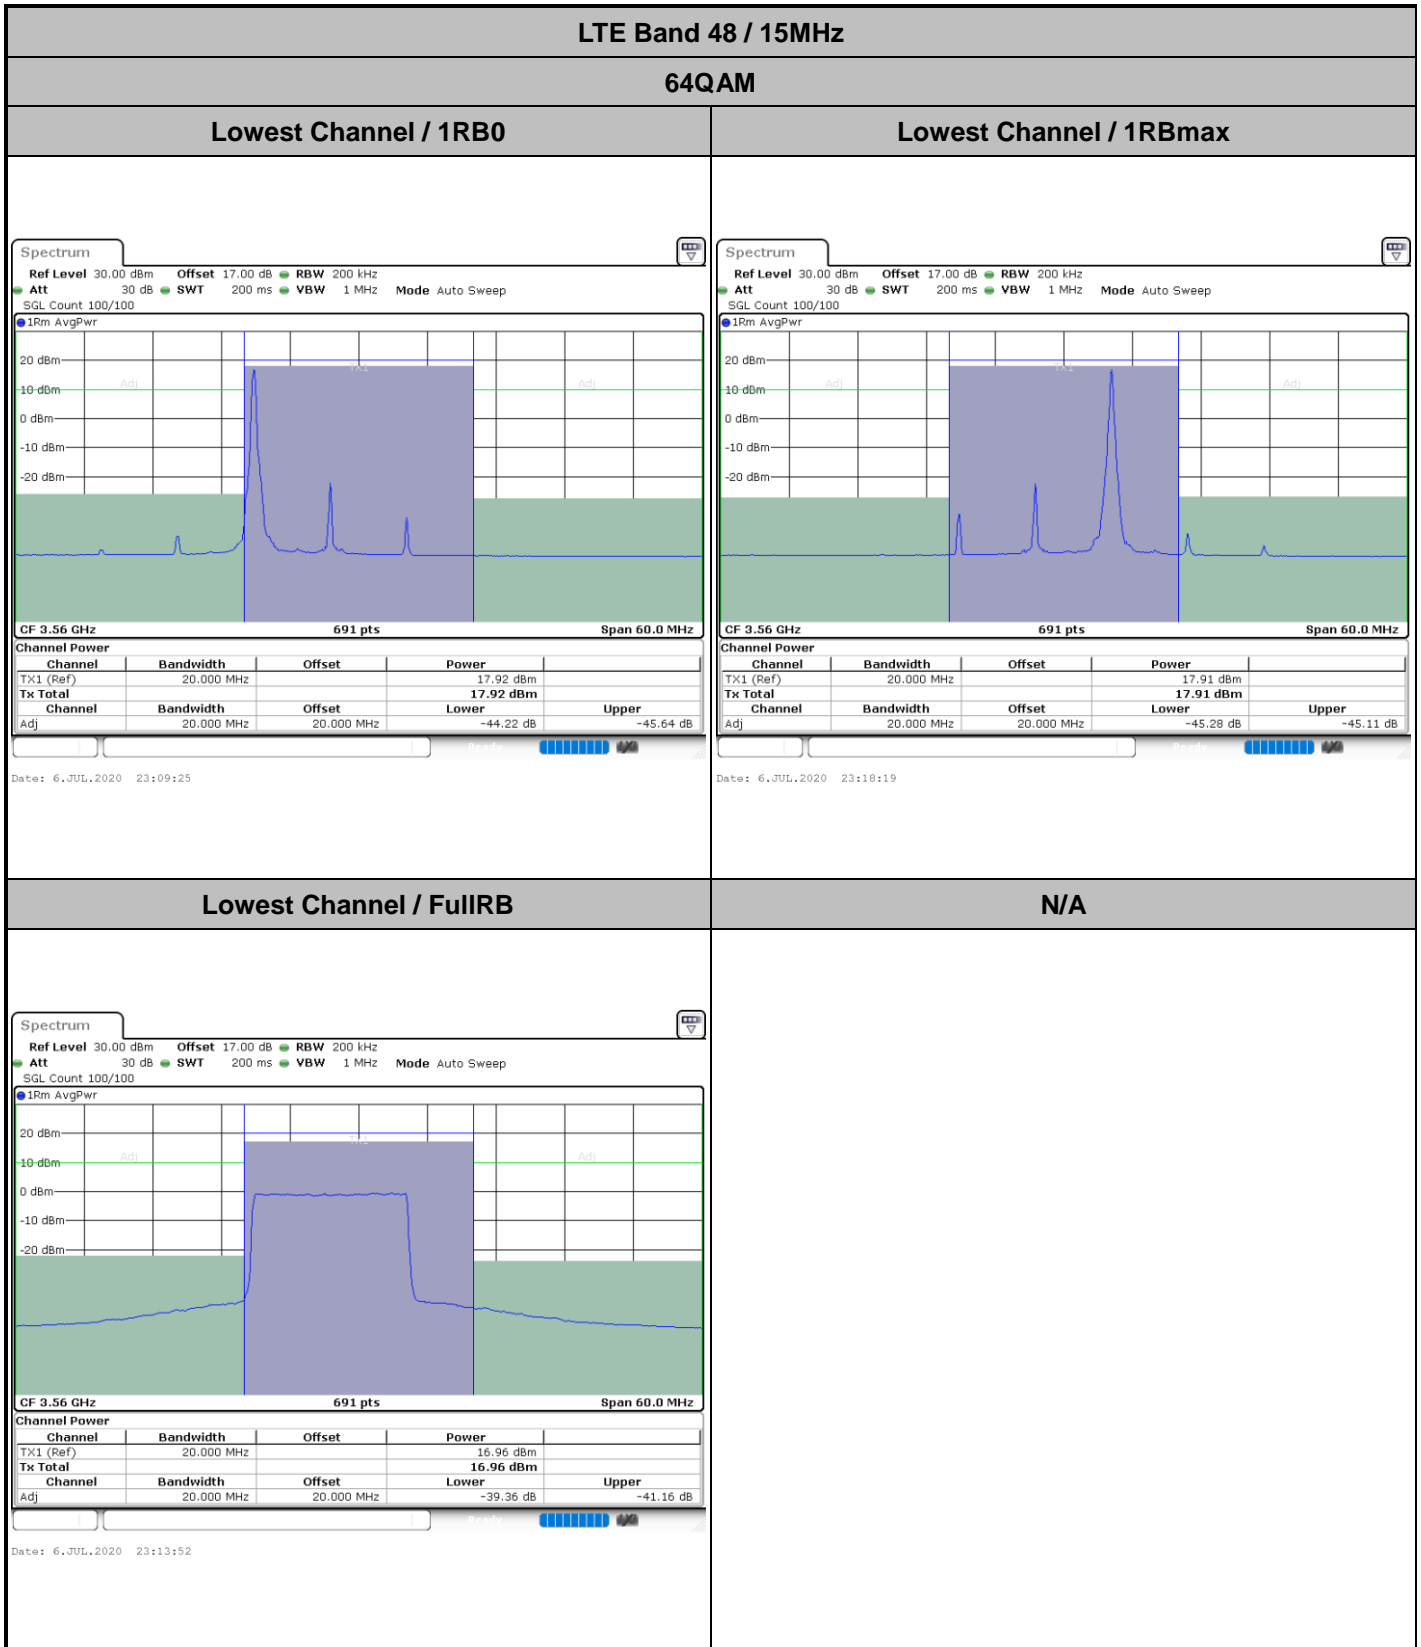 LTE Band 48 / 15MHz
64QAM
Lowest Channel / 1RB0
Lowest Channel / 1RBmax
Spectrum
Ref Level 30.00 dBm Offset 17.00 dB RBW 200 kHz
Att 30 dB SWT 200 ms VBW 1 MHz Mode Auto Sweep
SGL Count 100/100
1Rm AvgPwr
TX1
20 dBm
Adj
Adj
10 dBm
0 dBm
-10 dBm
-20 dBm
CF 3.56 GHz 691 pts Span 60.0 MHz
Channel Power
Channel Bandwidth Offset Power
TX1 (Ref) 20.000 MHz 17.92 dBm
Tx Total 17.92 dBm
Channel Bandwidth Offset Lower Upper
Adj 20.000 MHz 20.000 MHz -44.22 dB -45.64 dB
Ready
Date: 6.JUL.2020 23:09:25
Spectrum
Ref Level 30.00 dBm Offset 17.00 dB RBW 200 kHz
Att 30 dB SWT 200 ms VBW 1 MHz Mode Auto Sweep
SGL Count 100/100
1Rm AvgPwr
TX1
20 dBm
Adj
Adj
10 dBm
0 dBm
-10 dBm
-20 dBm
CF 3.56 GHz 691 pts Span 60.0 MHz
Channel Power
Channel Bandwidth Offset Power
TX1 (Ref) 20.000 MHz 17.91 dBm
Tx Total 17.91 dBm
Channel Bandwidth Offset Lower Upper
Adj 20.000 MHz 20.000 MHz -45.28 dB -45.11 dB
Ready
Date: 6.JUL.2020 23:18:19
Lowest Channel / FullRB
N/A
Spectrum
Ref Level 30.00 dBm Offset 17.00 dB RBW 200 kHz
Att 30 dB SWT 200 ms VBW 1 MHz Mode Auto Sweep
SGL Count 100/100
1Rm AvgPwr
TX1
20 dBm
Adj
Adj
10 dBm
0 dBm
-10 dBm
-20 dBm
CF 3.56 GHz 691 pts Span 60.0 MHz
Channel Power
Channel Bandwidth Offset Power
TX1 (Ref) 20.000 MHz 16.96 dBm
Tx Total 16.96 dBm
Channel Bandwidth Offset Lower Upper
Adj 20.000 MHz 20.000 MHz -39.36 dB -41.16 dB
Ready
Date: 6.JUL.2020 23:13:52